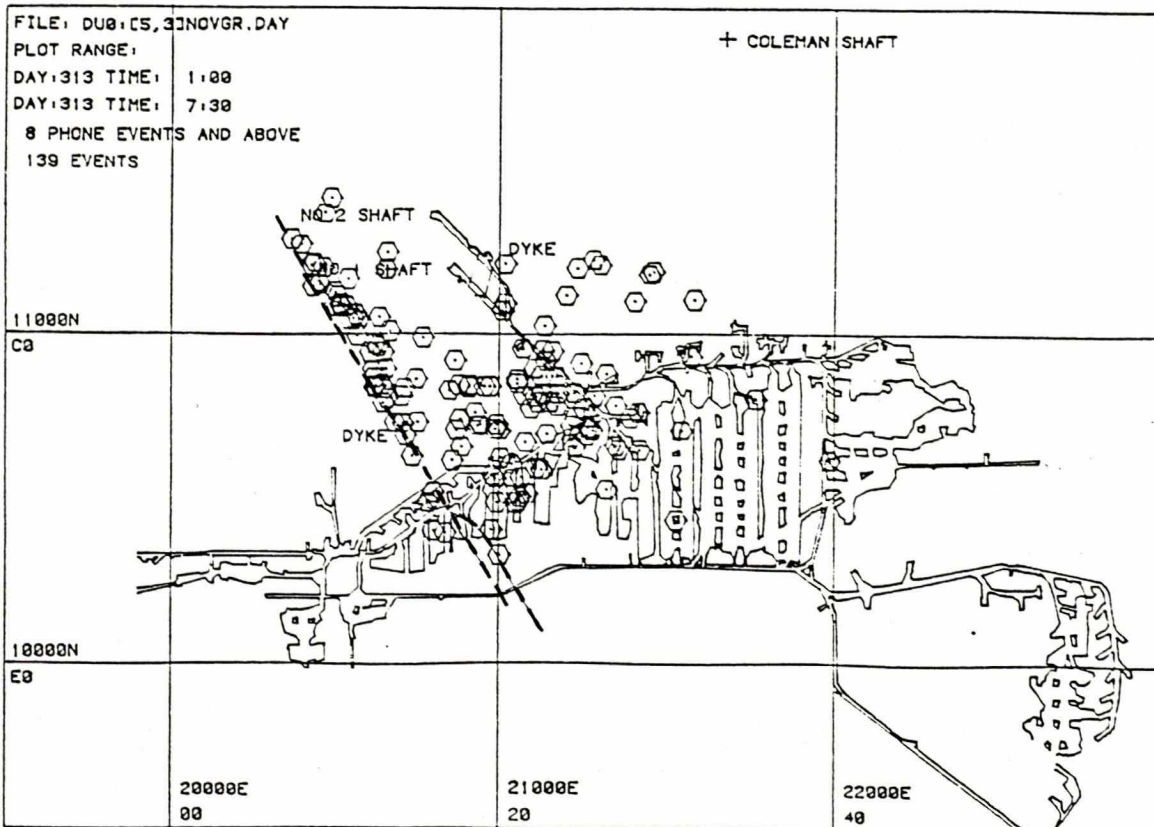 FILE: DU0:[5,3]NOVGR.DAY
PLOT RANGE:
DAY:313 TIME: 1:00
DAY:313 TIME: 7:30
8 PHONE EVENTS AND ABOVE
139 EVENTS
+ COLEMAN SHAFT
NO 2 SHAFT
DYKE
1 SHAFT
11000N
C0
DYKE
10000N
E0
20000E
00
21000E
20
22000E
40